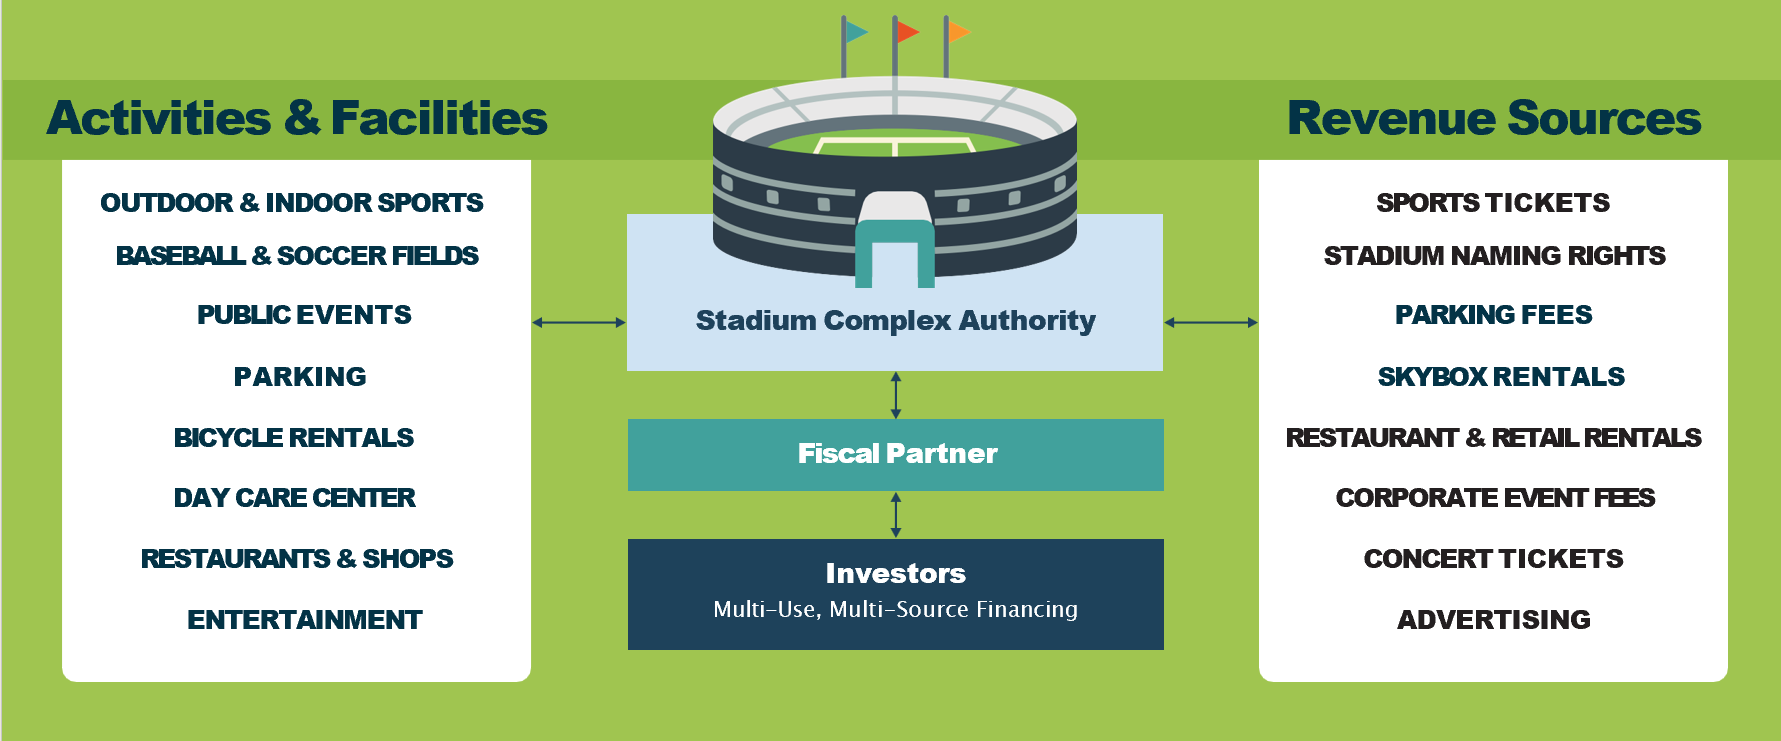 Activities & Facilities
OUTDOOR & INDOOR SPORTS
BASEBALL & SOCCER FIELDS
PUBLIC EVENTS
PARKING
BICYCLE RENTALS
DAY CARE CENTER
RESTAURANTS & SHOPS
ENTERTAINMENT
Stadium Complex Authority
Fiscal Partner
Investors
Multi-Use, Multi-Source Financing
Revenue Sources
SPORTS TICKETS
STADIUM NAMING RIGHTS
PARKING FEES
SKYBOX RENTALS
RESTAURANT & RETAIL RENTALS
CORPORATE EVENT FEES
CONCERT TICKETS
ADVERTISING